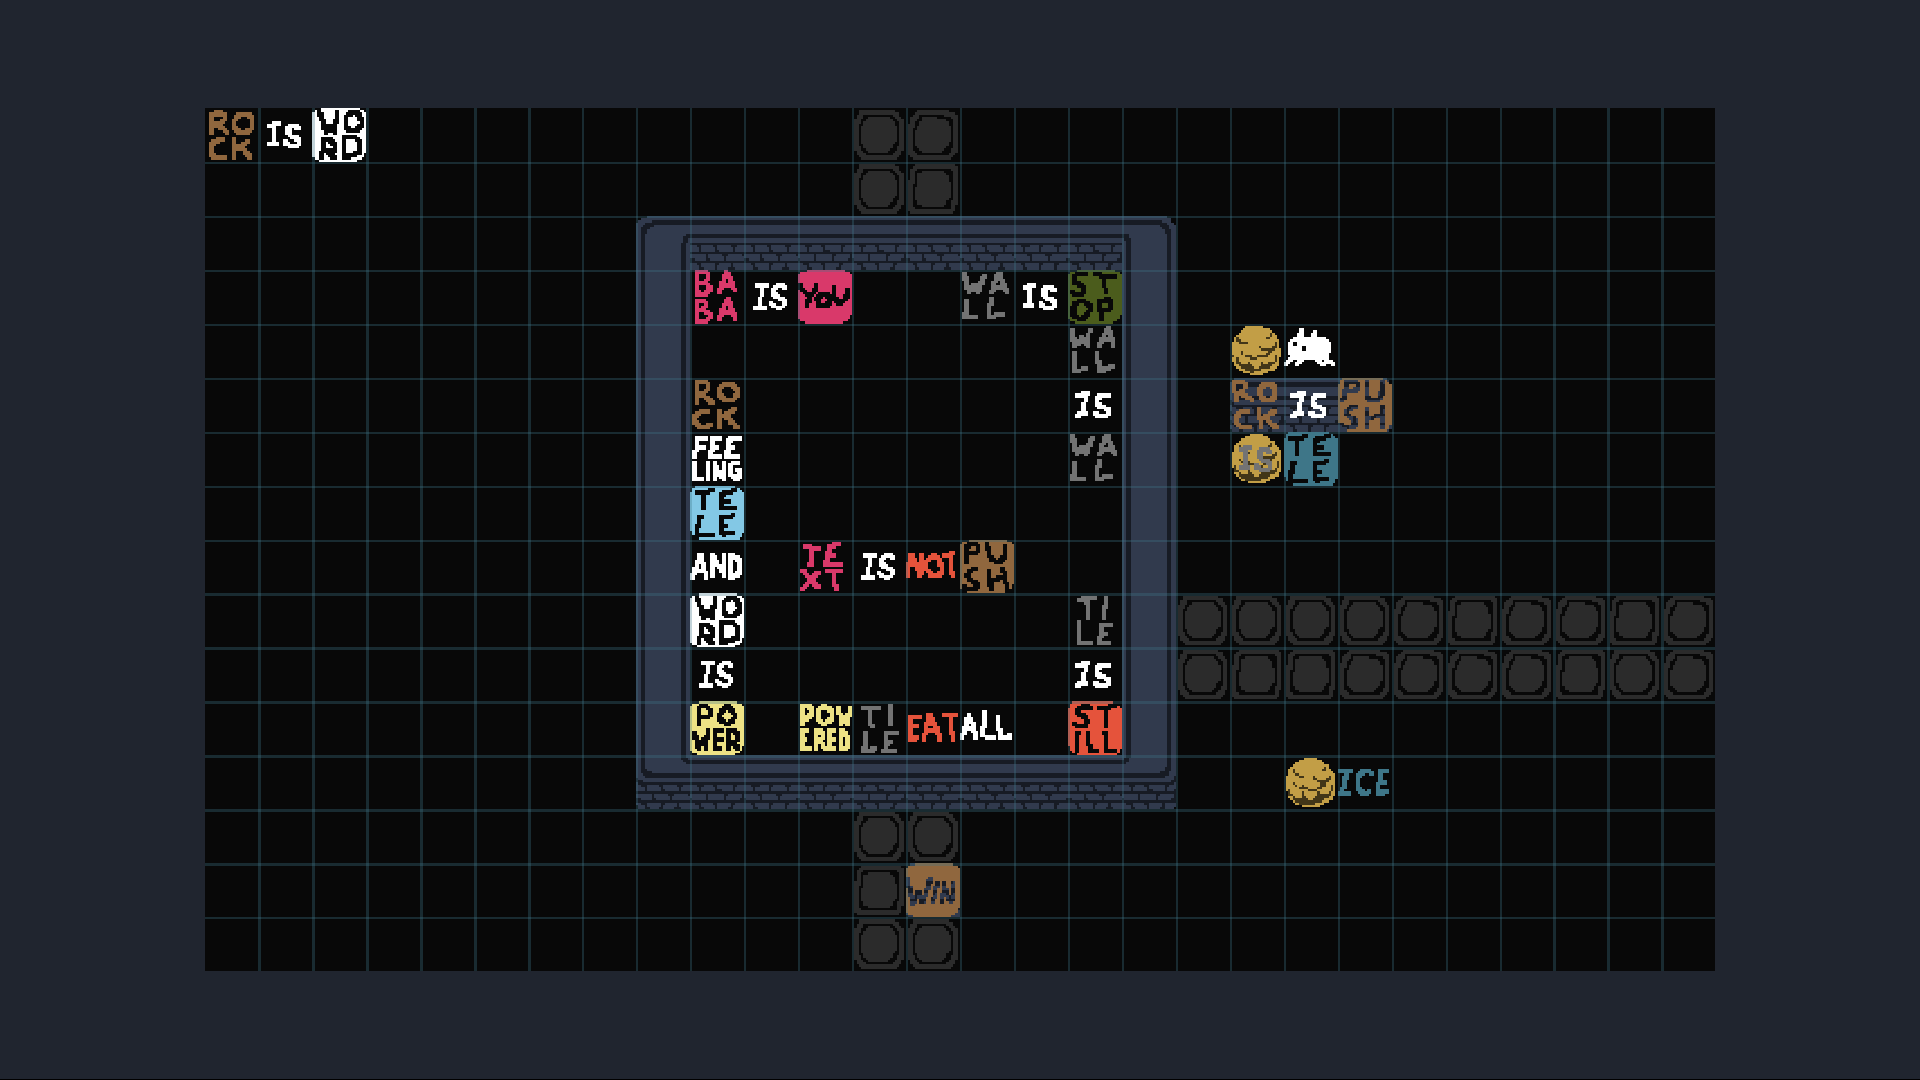 ROCK IS WORD
BABA IS YOU WALL IS STOP
WALL
ROCK IS ROCK IS PUSH
FEELING WALL IS TELE
TELE
AND TEXT IS NOT PUSH
WORD TILE
IS IS
POWER POWERED TILE EAT ALL STILL
ICE
WIN